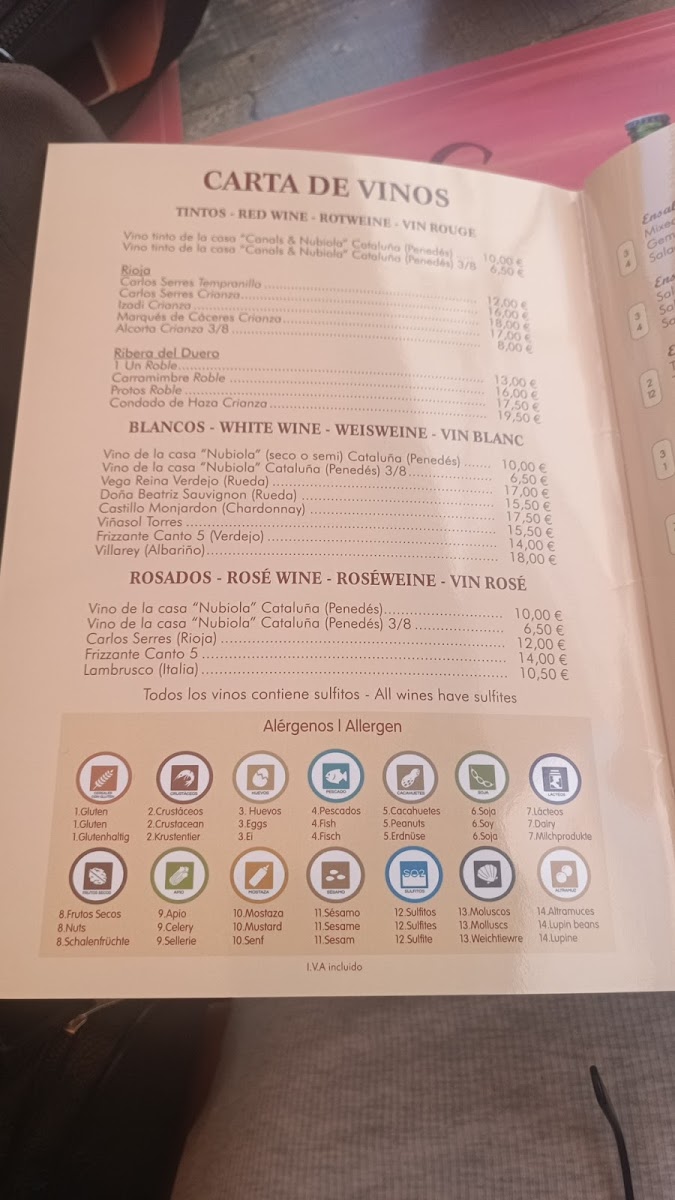 CARTA DE VINOS
TINTOS - RED WINE - ROTWEINE - VIN ROUGE
Vino tinto de la casa "Canals & Nubiola" Cataluña (Penedés) ... 10,00 €
Vino tinto de la casa "Canals & Nubiola" Cataluña (Penedés) 3/8 6,50 €
Rioja
Carlos Serres Tempranillo ........ 12,00 €
Carlos Serres Crianza ........ 16,00 €
Izadi Crianza ........ 18,00 €
Marqués de Cáceres Crianza ........ 17,00 €
Alcorta Crianza 3/8 ........ 8,00 €
Ribera del Duero
1 Un Roble ........ 13,00 €
Carramimbre Roble ........ 16,00 €
Protos Roble ........ 17,50 €
Condado de Haza Crianza ........ 19,50 €
BLANCOS - WHITE WINE - WEISWEINE - VIN BLANC
Vino de la casa "Nubiola" (seco o semi) Cataluña (Penedés) ...... 10,00 €
Vino de la casa "Nubiola" Cataluña (Penedés) 3/8 ........ 6,50 €
Vega Reina Verdejo (Rueda) ........ 17,00 €
Doña Beatriz Sauvignon (Rueda) ........ 15,50 €
Castillo Monjardon (Chardonnay) ........ 17,50 €
Viñasol Torres ........ 15,50 €
Frizzante Canto 5 (Verdejo) ........ 14,00 €
Villarey (Albariño) ........ 18,00 €
ROSADOS - ROSÉ WINE - ROSÉWEINE - VIN ROSÉ
Vino de la casa "Nubiola" Cataluña (Penedés) ........ 10,00 €
Vino de la casa "Nubiola" Cataluña (Penedés) 3/8 ........ 6,50 €
Carlos Serres (Rioja) ........ 12,00 €
Frizzante Canto 5 ........ 14,00 €
Lambrusco (Italia) ........ 10,50 €
Todos los vinos contiene sulfitos - All wines have sulfites
Alérgenos | Allergen
CRUSTÁCEOS HUEVOS PESCADO CACAHUETES SOJA LÁCTEOS
1.Gluten 2.Crustáceos 3. Huevos 4.Pescados 5.Cacahuetes 6.Soja 7.Lácteos
1.Gluten 2.Crustacean 3.Eggs 4.Fish 5.Peanuts 6.Soy 7.Dairy
1.Glutenhaltig 2.Krustentier 3.Ei 4.Fisch 5.Erdnüse 6.Soja 7.Milchprodukte
FRUTOS SECOS APIO MOSTAZA SÉSAMO SO2 SULFITOS
8.Frutos Secos 9.Apio 10.Mostaza 11.Sésamo 12.Sulfitos 13.Moluscos 14.Altramuces
8.Nuts 9.Celery 10.Mustard 11.Sesame 12.Sulfites 13.Molluscs 14.Lupin beans
8.Schalenfrüchte 9.Sellerie 10.Senf 11.Sesam 12.Sulfite 13.Weichtiewre 14.Lupine
I.V.A incluido